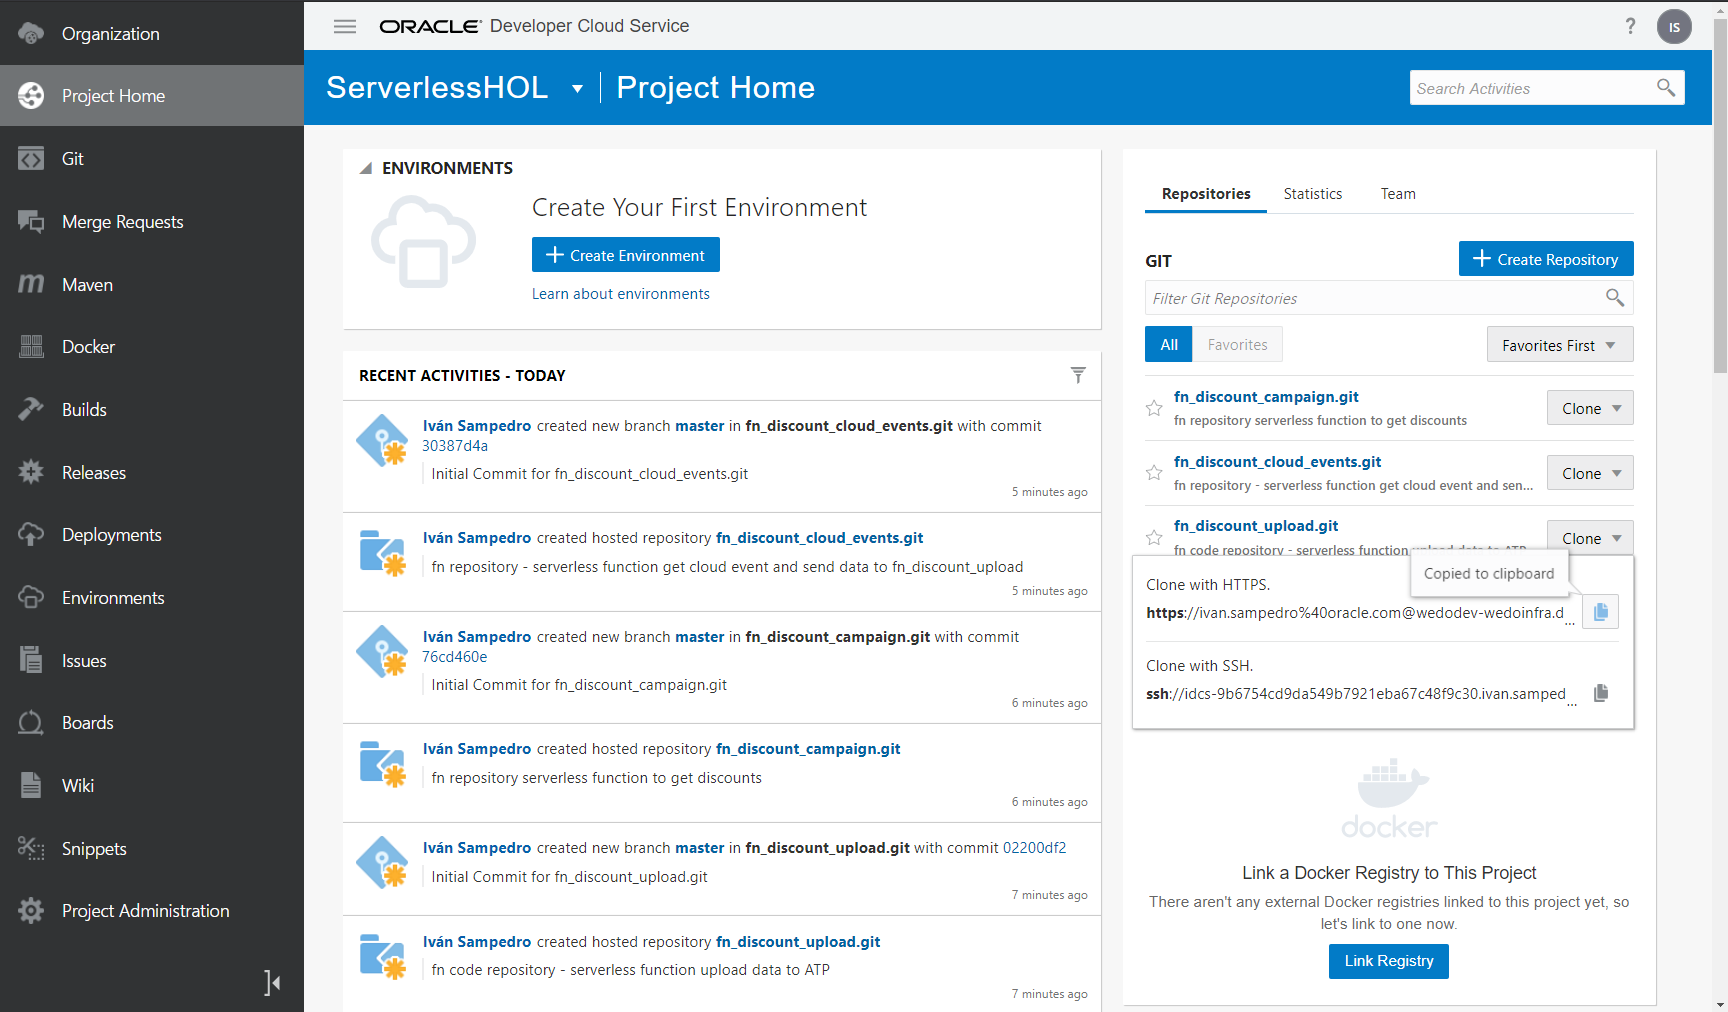 Organization
Project Home
Git
Merge Requests
Maven
Docker
Builds
Releases
Deployments
Environments
Issues
Boards
Wiki
Snippets
Project Administration
ORACLE Developer Cloud Service
?
IS
ServerlessHOL | Project Home
Search Activities
ENVIRONMENTS
Create Your First Environment
Create Environment
Learn about environments
RECENT ACTIVITIES - TODAY
Iván Sampedro created new branch master in fn_discount_cloud_events.git with commit
30387d4a
Initial Commit for fn_discount_cloud_events.git
5 minutes ago
Iván Sampedro created hosted repository fn_discount_cloud_events.git
fn repository - serverless function get cloud event and send data to fn_discount_upload
5 minutes ago
Iván Sampedro created new branch master in fn_discount_campaign.git with commit
76cd460e
Initial Commit for fn_discount_campaign.git
6 minutes ago
Iván Sampedro created hosted repository fn_discount_campaign.git
fn repository serverless function to get discounts
6 minutes ago
Iván Sampedro created new branch master in fn_discount_upload.git with commit 02200df2
Initial Commit for fn_discount_upload.git
7 minutes ago
Iván Sampedro created hosted repository fn_discount_upload.git
fn code repository - serverless function upload data to ATP
7 minutes ago
Repositories Statistics Team
GIT
Create Repository
Filter Git Repositories
All Favorites
Favorites First
fn_discount_campaign.git
fn repository serverless function to get discounts
Clone
fn_discount_cloud_events.git
fn repository - serverless function get cloud event and sen...
Clone
fn_discount_upload.git
fn code repository - serverless function upload data to ATP
Clone
Copied to clipboard
Clone with HTTPS.
https://ivan.sampedro%40oracle.com@wedodev-wedoinfra.d...
Clone with SSH.
ssh://idcs-9b6754cd9da549b7921eba67c48f9c30.ivan.samped...
docker
Link a Docker Registry to This Project
There aren't any external Docker registries linked to this project yet, so
let's link to one now.
Link Registry